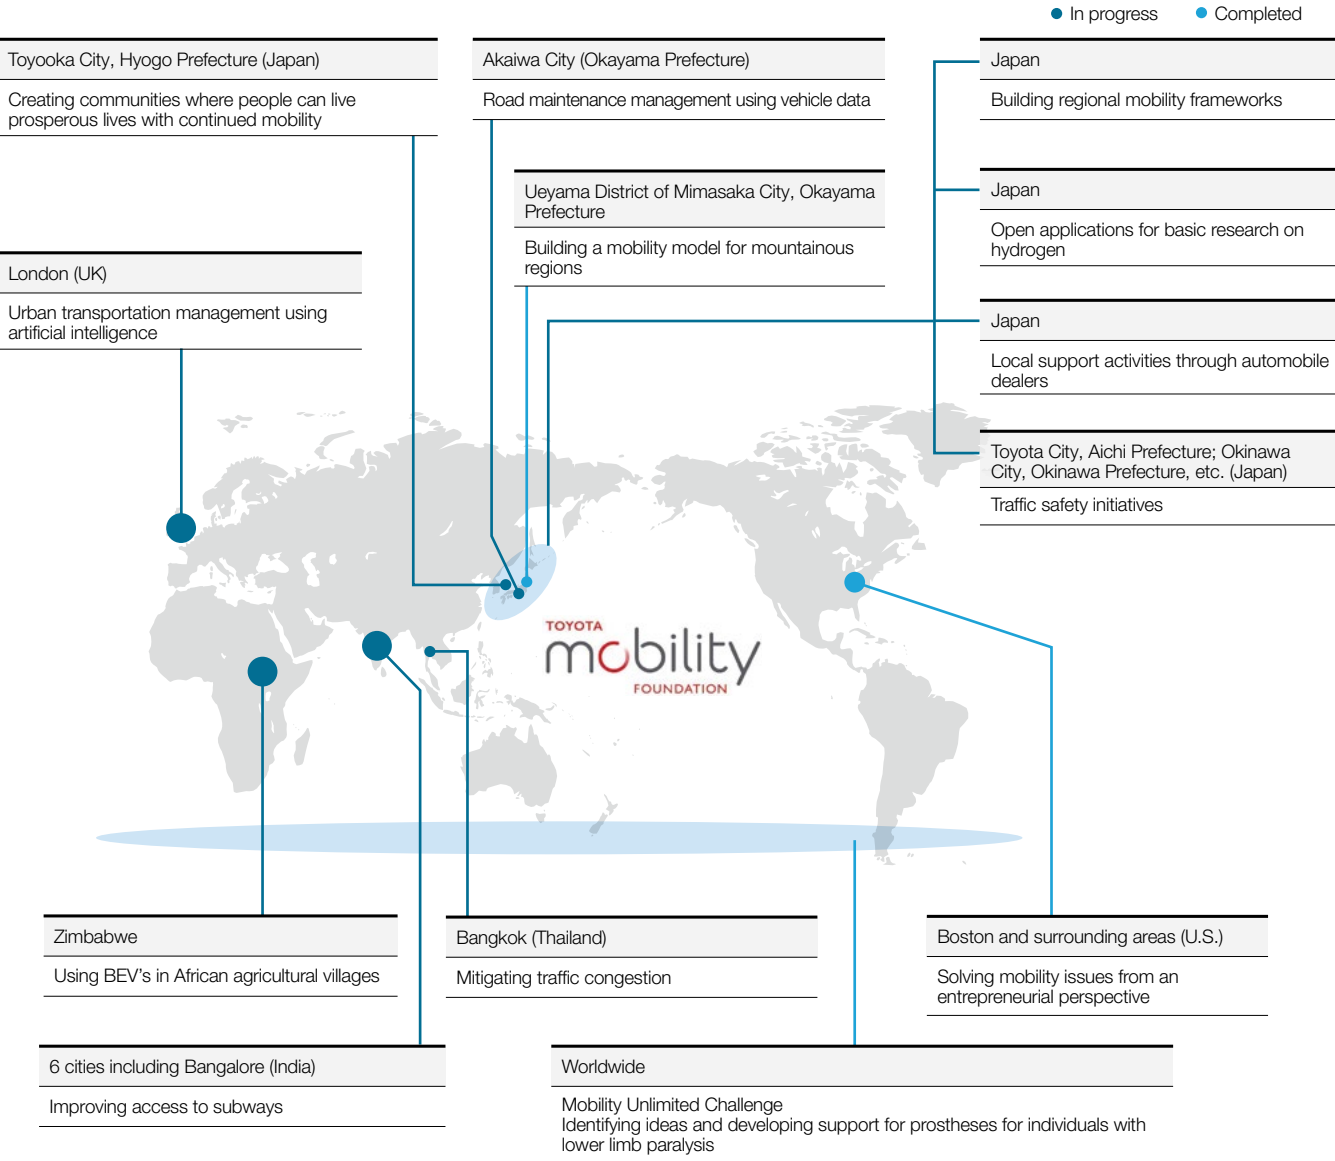 In progress
Completed
Toyooka City, Hyogo Prefecture (Japan)
Creating communities where people can live
prosperous lives with continued mobility
Akaiwa City (Okayama Prefecture)
Road maintenance management using vehicle data
Japan
Building regional mobility frameworks
Ueyama District of Mimasaka City, Okayama
Prefecture
Building a mobility model for mountainous
regions
Japan
Open applications for basic research on
hydrogen
London (UK)
Urban transportation management using
artificial intelligence
Japan
Local support activities through automobile
dealers
Toyota City, Aichi Prefecture; Okinawa
City, Okinawa Prefecture, etc. (Japan)
Traffic safety initiatives
TOYOTA
mobility
FOUNDATION
Zimbabwe
Using BEV's in African agricultural villages
Bangkok (Thailand)
Mitigating traffic congestion
Boston and surrounding areas (U.S.)
Solving mobility issues from an
entrepreneurial perspective
6 cities including Bangalore (India)
Improving access to subways
Worldwide
Mobility Unlimited Challenge
Identifying ideas and developing support for prostheses for individuals with
lower limb paralysis